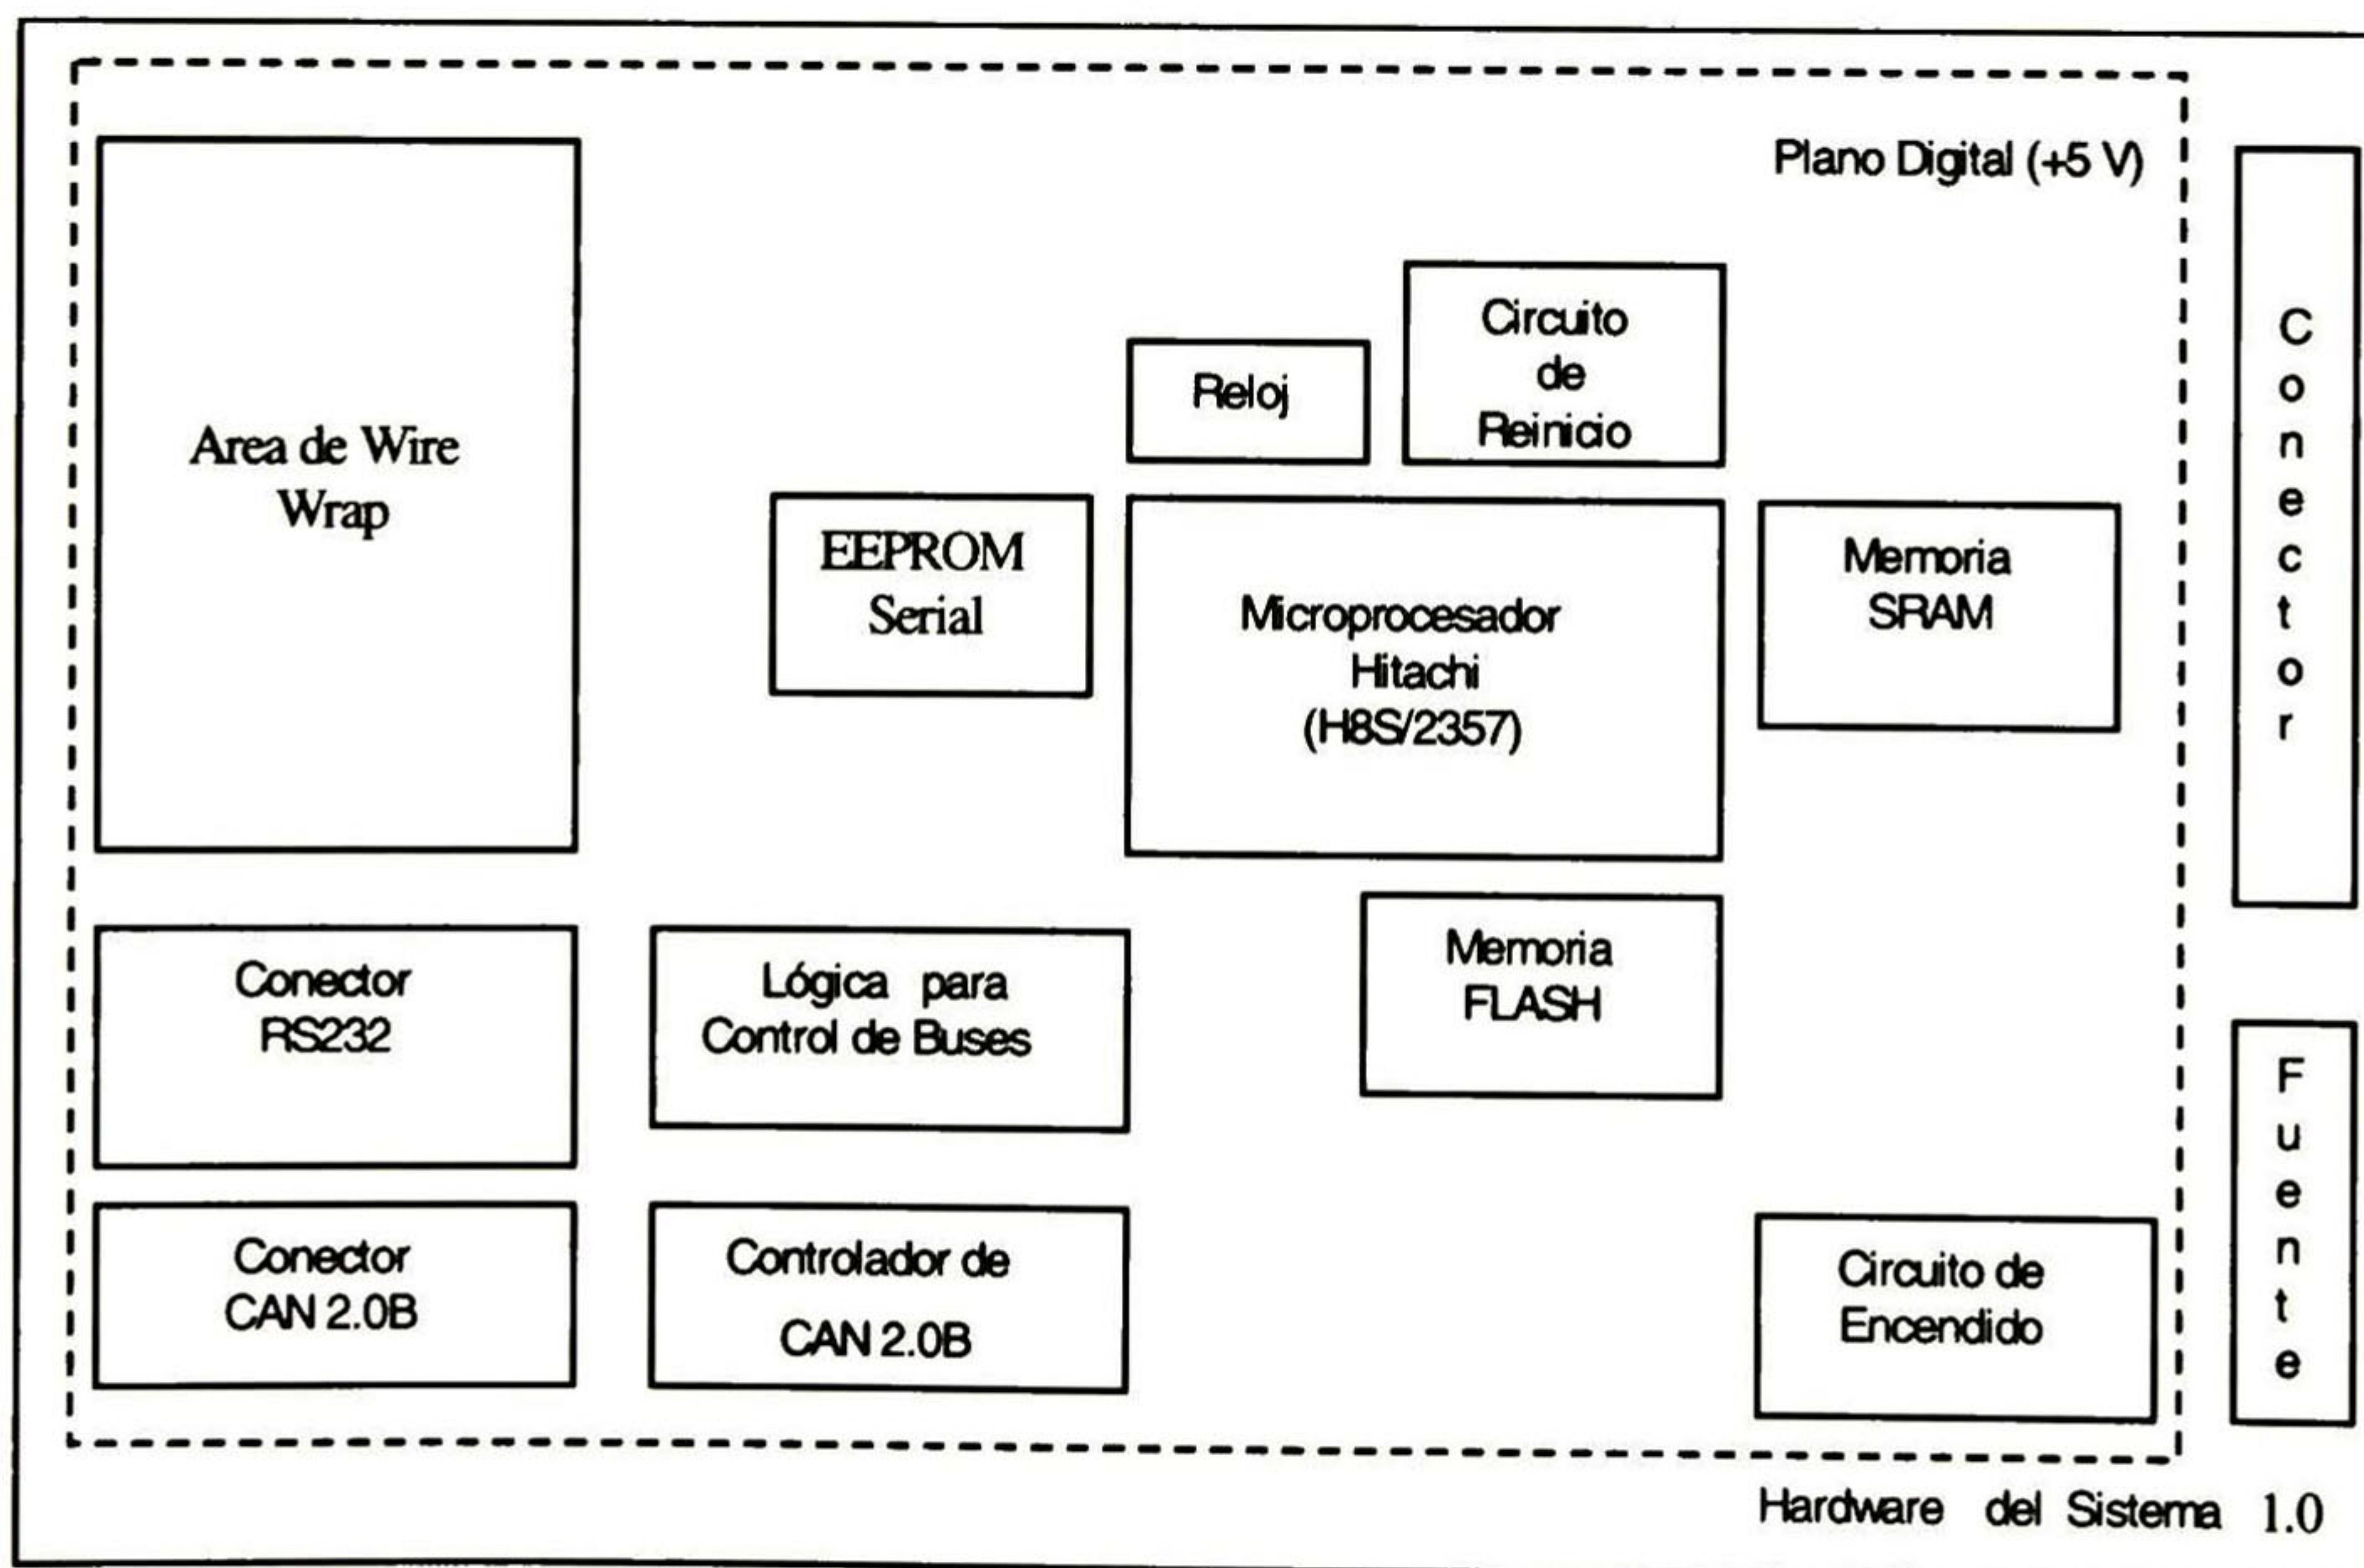 Plano Digital (+5 V)
Area de Wire
Wrap
Reloj
Circuito
de
Reinicio
EEPROM
Serial
Microprocesador
Hitachi
(H8S/2357)
Memoria
SRAM
Conector
Conector
RS232
Lógica para
Control de Buses
Memoria
FLASH
Conector
CAN 2.0B
Controlador de
CAN 2.0B
Circuito de
Encendido
Fuente
Hardware del Sistema 1.0